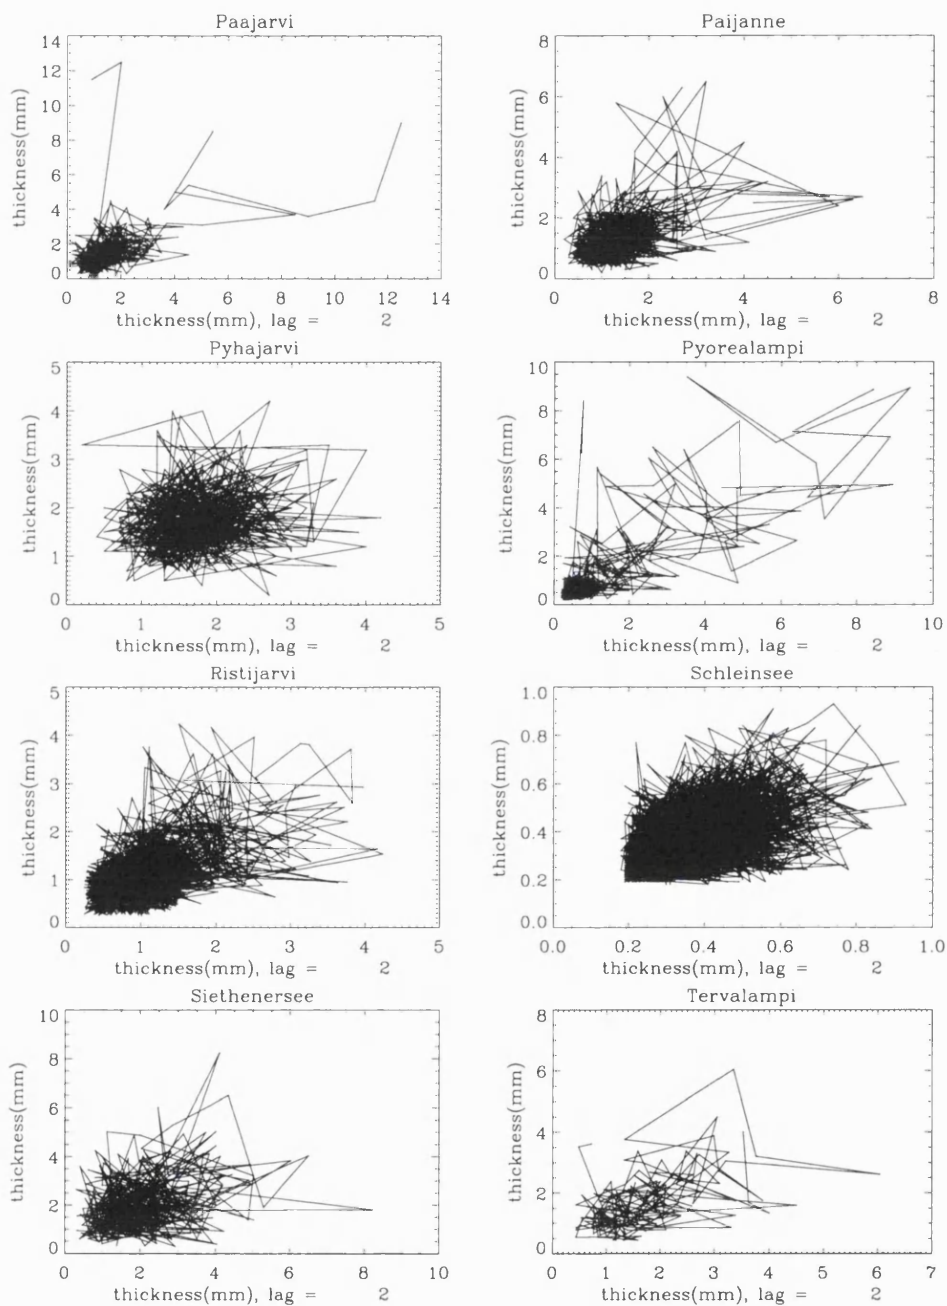 Paajarvi
14
12
10
8
6
4
2
0
thickness(mm)
0 2 4 6 8 10 12 14
thickness(mm), lag = 2
Paijanne
8
6
4
2
0
thickness(mm)
0 2 4 6 8
thickness(mm), lag = 2
Pyhajarvi
5
4
3
2
1
0
thickness(mm)
0 1 2 3 4 5
thickness(mm), lag = 2
Pyorealampi
10
8
6
4
2
0
thickness(mm)
0 2 4 6 8 10
thickness(mm), lag = 2
Ristijarvi
5
4
3
2
1
0
thickness(mm)
0 1 2 3 4 5
thickness(mm), lag = 2
Schleinsee
1.0
0.8
0.6
0.4
0.2
0.0
thickness(mm)
0.0 0.2 0.4 0.6 0.8 1.0
thickness(mm), lag = 2
Siethenersee
10
8
6
4
2
0
thickness(mm)
0 2 4 6 8 10
thickness(mm), lag = 2
Tervalampi
8
6
4
2
0
thickness(mm)
0 1 2 3 4 5 6 7
thickness(mm), lag = 2